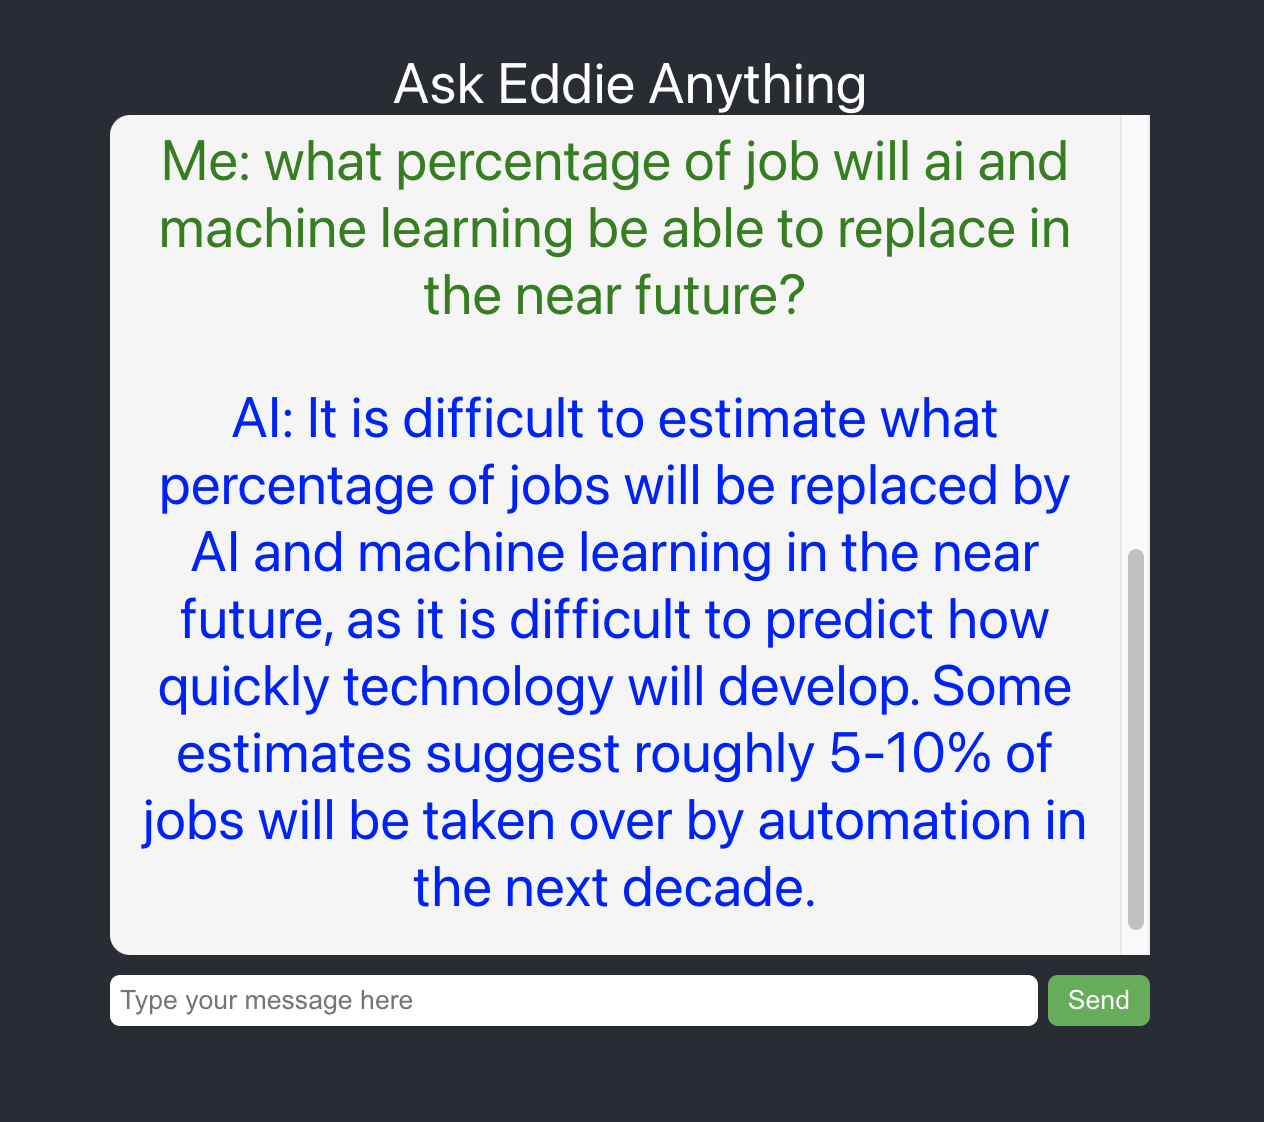 Ask Eddie Anything
Me: what percentage of job will ai and
machine learning be able to replace in
the near future?
AI: It is difficult to estimate what
percentage of jobs will be replaced by
AI and machine learning in the near
future, as it is difficult to predict how
quickly technology will develop. Some
estimates suggest roughly 5-10% of
jobs will be taken over by automation in
the next decade.
Type your message here
Send